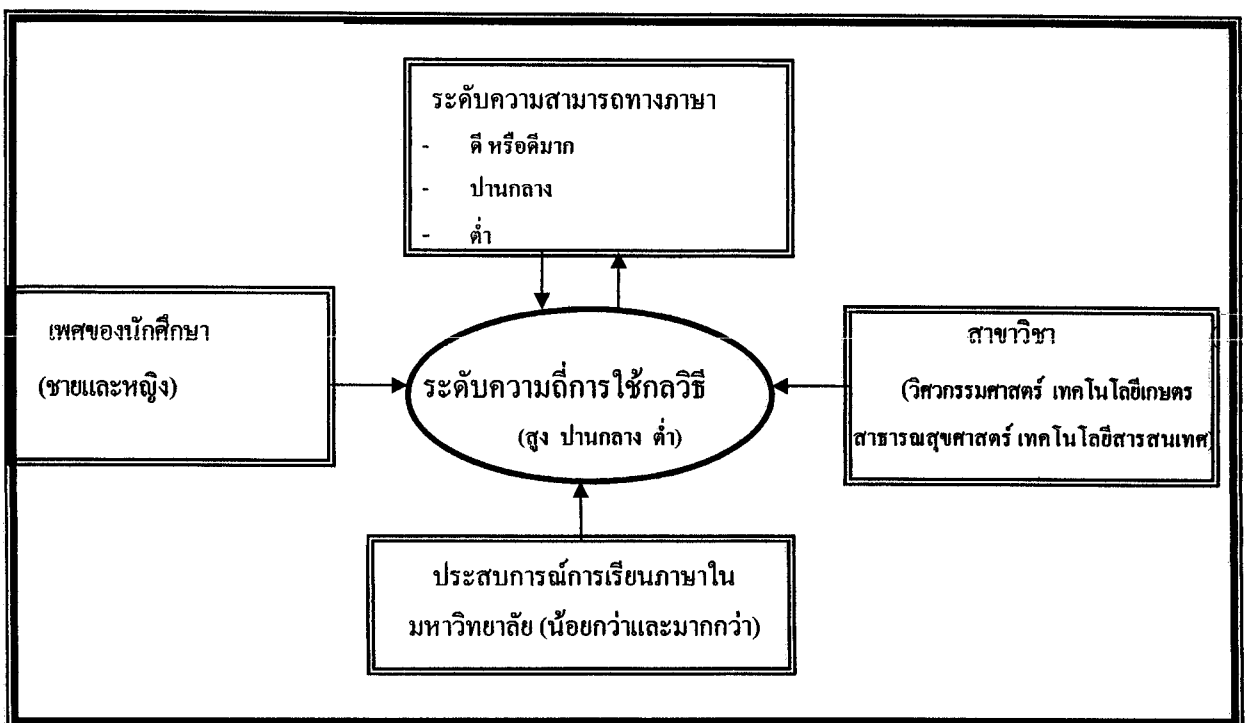 ระดับความสามารถทางภาษา
- ดี หรือดีมาก
- ปานกลาง
- ต่ำ
เพศของนักศึกษา
(ชายและหญิง)
ระดับความถี่การใช้กลวิธี
(สูง ปานกลาง ต่ำ)
สาขาวิชา
(วิศวกรรมศาสตร์ เทคโนโลยีเกษตร
สาธารณสุขศาสตร์ เทคโนโลยีสารสนเทศ)
ประสบการณ์การเรียนภาษาใน
มหาวิทยาลัย (น้อยกว่าและมากกว่า)